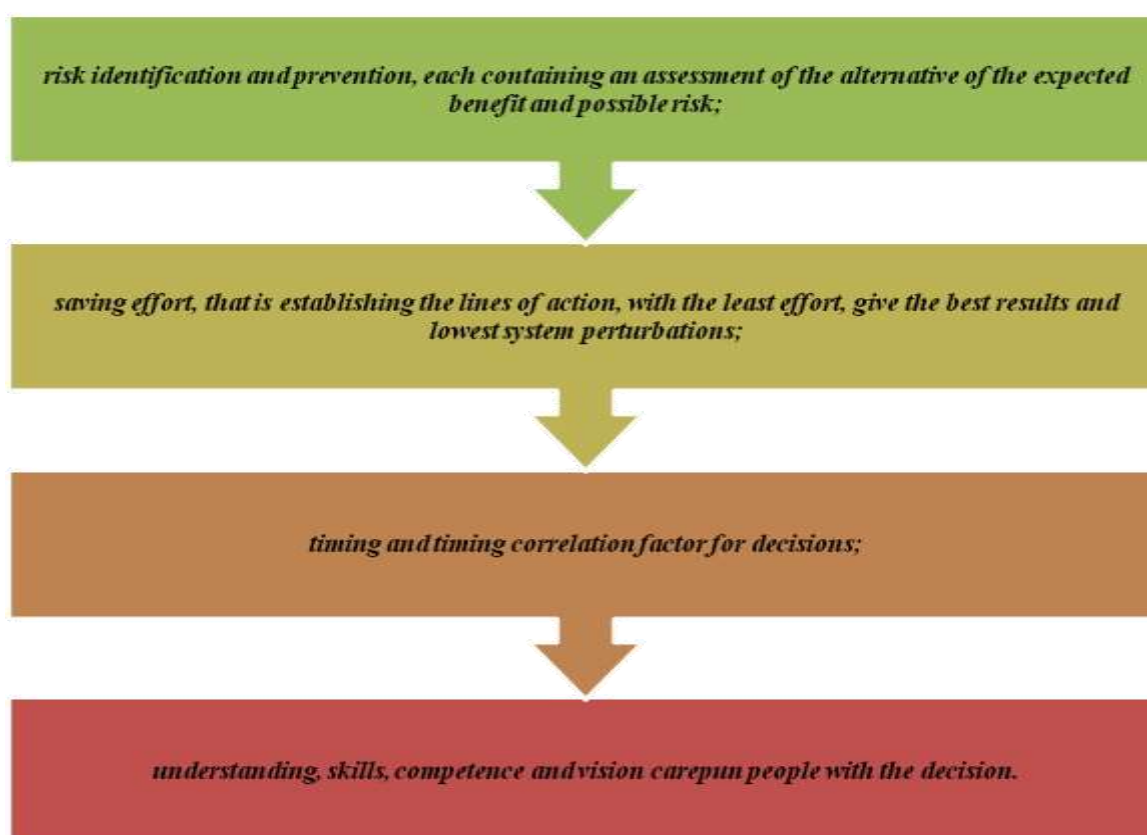 risk identification and prevention, each containing an assessment of the alternative of the expected
benefit and possible risk;
saving effort, that is establishing the lines of action, with the least effort, give the best results and
lowest system perturbations;
timing and timing correlation factor for decisions;
understanding, skills, competence and vision carepun people with the decision.